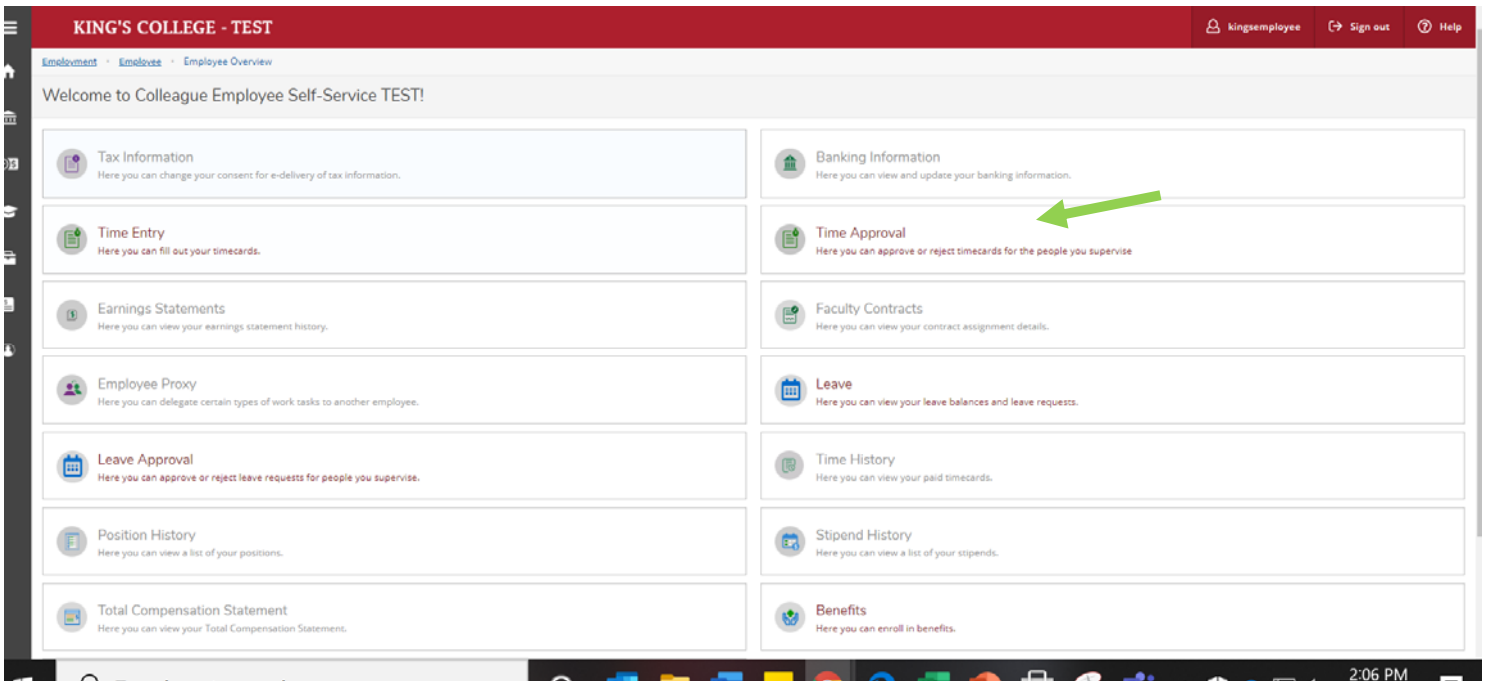 KING'S COLLEGE - TEST
kingsemployee
Sign out
Help
Employment
Employee
Employee Overview
Welcome to Colleague Employee Self-Service TEST!
Tax Information
Here you can change your consent for e-delivery of tax information.
Banking Information
Here you can view and update your banking information.
Time Entry
Here you can fill out your timecards.
Time Approval
Here you can approve or reject timecards for the people you supervise
Earnings Statements
Here you can view your earnings statement history.
Faculty Contracts
Here you can view your contract assignment details.
Employee Proxy
Here you can delegate certain types of work tasks to another employee.
Leave
Here you can view your leave balances and leave requests.
Leave Approval
Here you can approve or reject leave requests for people you supervise.
Time History
Here you can view your paid timecards.
Position History
Here you can view a list of your positions.
Stipend History
Here you can view a list of your stipends.
Total Compensation Statement
Here you can view your Total Compensation Statement.
Benefits
Here you can enroll in benefits.
2:06 PM